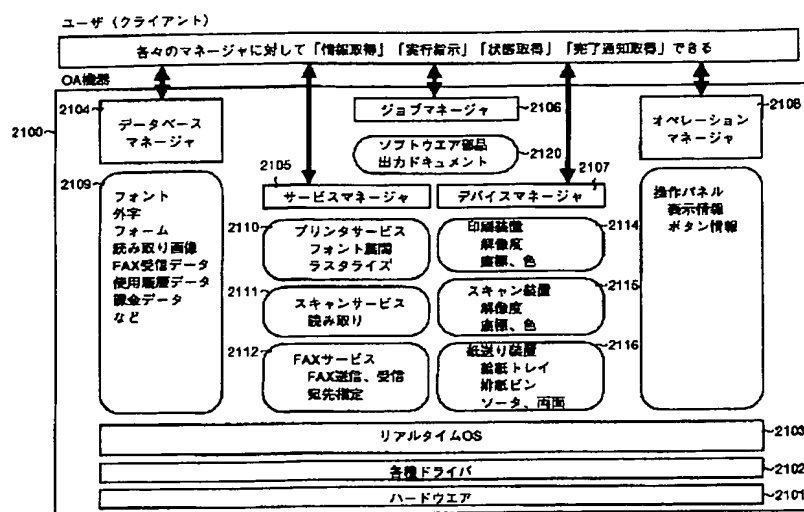 ユーザ（クライアント）
各々のマネージャに対して「情報取得」「実行指示」「状態取得」「完了通知取得」できる
OA機器
2100
2104
データベース
マネージャ
ジョブマネージャ
2106
ソフトウエア部品
出力ドキュメント
2120
2108
オペレーション
マネージャ
2105
サービスマネージャ
2107
デバイスマネージャ
2109
フォント
外字
フォーム
読み取り画像
FAX受信データ
使用履歴データ
課金データ
など
2110
プリンタサービス
フォント展開
ラスタライズ
2111
スキャンサービス
読み取り
2112
FAXサービス
FAX送信、受信
宛先指定
印刷装置
解像度
座標、色
2114
スキャン装置
解像度
座標、色
2115
紙送り装置
給紙トレイ
排紙ビン
ソータ、両面
2116
操作パネル
表示情報
ボタン情報
リアルタイムOS
2103
各種ドライバ
2102
ハードウエア
2101